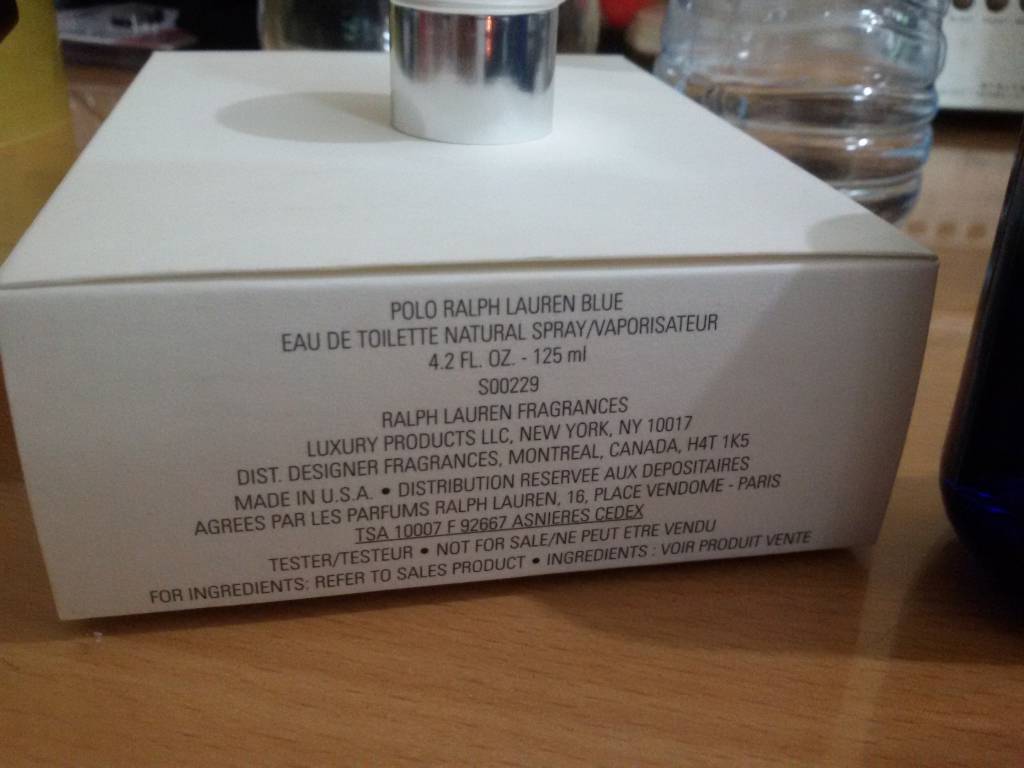 POLO RALPH LAUREN BLUE
EAU DE TOILETTE NATURAL SPRAY/VAPORISATEUR
4.2 FL. OZ. - 125 ml
S00229
RALPH LAUREN FRAGRANCES
LUXURY PRODUCTS LLC, NEW YORK, NY 10017
DIST. DESIGNER FRAGRANCES, MONTREAL, CANADA, H4T 1K5
MADE IN U.S.A. • DISTRIBUTION RESERVEE AUX DEPOSITAIRES
AGREES PAR LES PARFUMS RALPH LAUREN, 16, PLACE VENDOME - PARIS
TSA 10007 F 92667 ASNIERES CEDEX
TESTER/TESTEUR • NOT FOR SALE/NE PEUT ETRE VENDU
FOR INGREDIENTS: REFER TO SALES PRODUCT • INGREDIENTS : VOIR PRODUIT VENTE